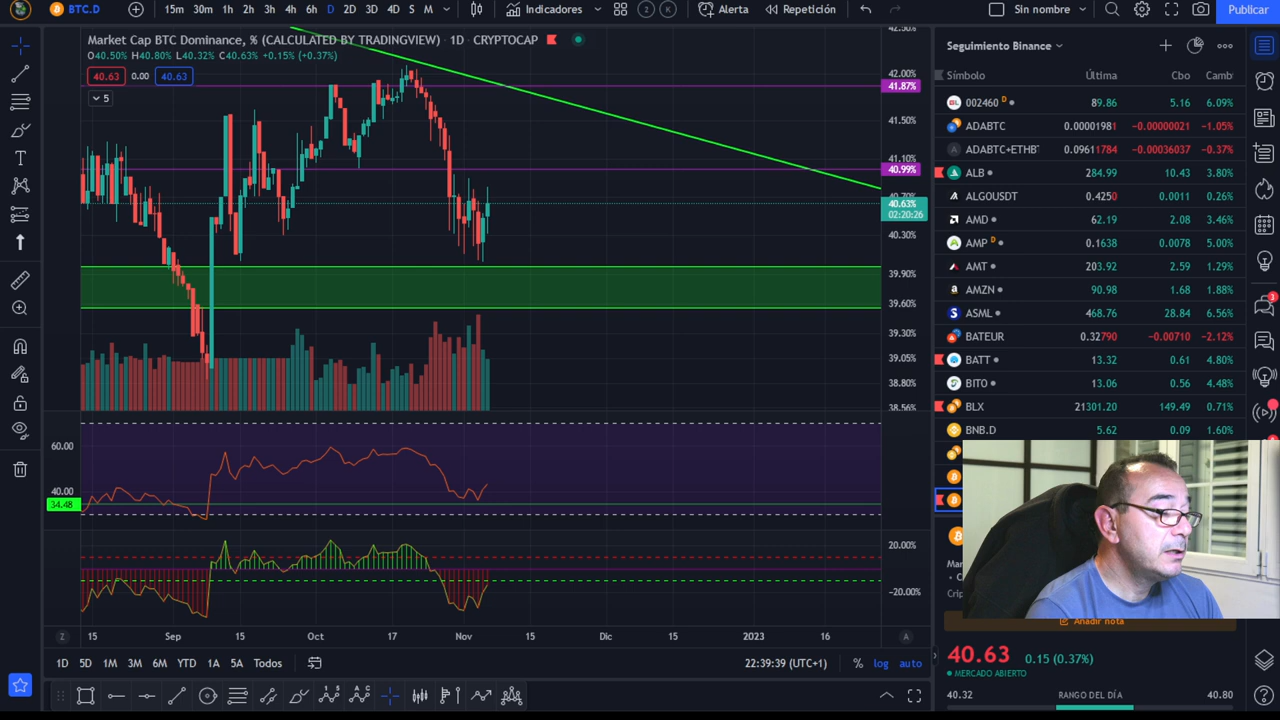 BTC.D
15m 30m 1h 2h 3h 4h 6h D 2D 3D 4D S M
Indicadores
2 K
Alerta
Repetición
Sin nombre
Publicar
Market Cap BTC Dominance, % (CALCULATED BY TRADINGVIEW) · 1D · CRYPTOCAP
O40.50% H40.80% L40.32% C40.63% +0.15% (+0.37%)
40.63 0.00 40.63
5
42.50%
42.00%
41.87%
41.50%
41.10%
40.99%
40.70%
40.63%
02:20:26
40.30%
39.90%
39.60%
39.30%
39.05%
38.80%
38.56%
60.00
40.00
34.48
20.00%
−20.00%
Z
15 Sep 15 Oct 17 Nov 15 Dic 15 2023 16
A
1D 5D 1M 3M 6M YTD 1A 5A Todos
22:39:39 (UTC+1)
% log auto
Seguimiento Binance
Símbolo Última Cbo Camb
002460 D 89.86 5.16 6.09%
ADABTC 0.00001981 −0.00000021 −1.05%
ADABTC+ETHBT 0.09611784 −0.00036037 −0.37%
ALB 284.99 10.43 3.80%
ALGOUSDT 0.4250 0.0011 0.26%
AMD 62.19 2.08 3.46%
AMP D 0.1638 0.0078 5.00%
AMT 203.92 2.59 1.29%
AMZN 90.98 1.68 1.88%
ASML 468.76 28.84 6.56%
BATEUR 0.32790 −0.00710 −2.12%
BATT 13.32 0.61 4.80%
BITO 13.06 0.56 4.48%
BLX 21301.20 149.49 0.71%
BNB.D 5.62 0.09 1.60%
Añadir nota
40.63 0.15 (0.37%)
MERCADO ABIERTO
40.32 RANGO DEL DÍA 40.80